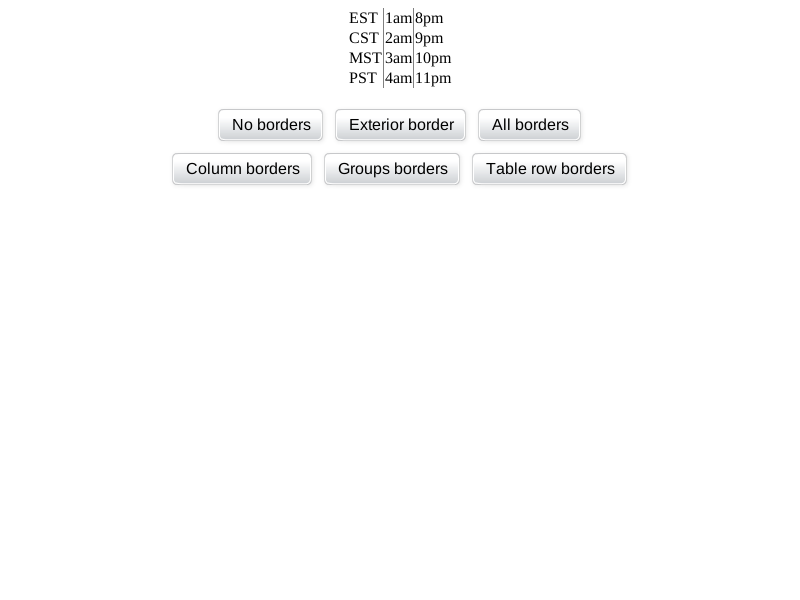 EST 1am 8pm
CST 2am 9pm
MST 3am 10pm
PST 4am 11pm
No borders Exterior border All borders
Column borders Groups borders Table row borders